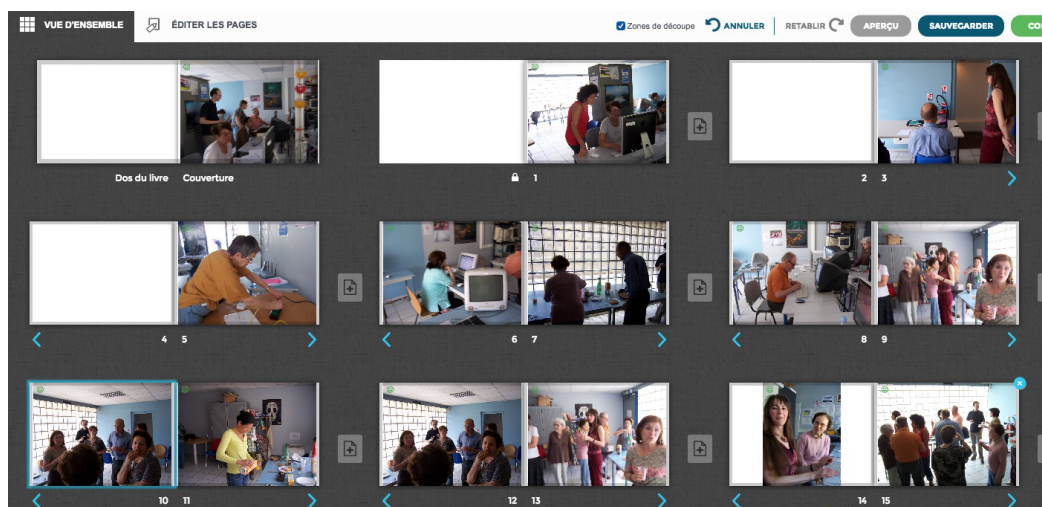 VUE D'ENSEMBLE ÉDITER LES PAGES Zones de découpe ANNULER RETABLIR APERÇU SAUVEGARDER
Dos du livre Couverture 1 2 3
4 5 6 7 8 9
10 11 12 13 14 15